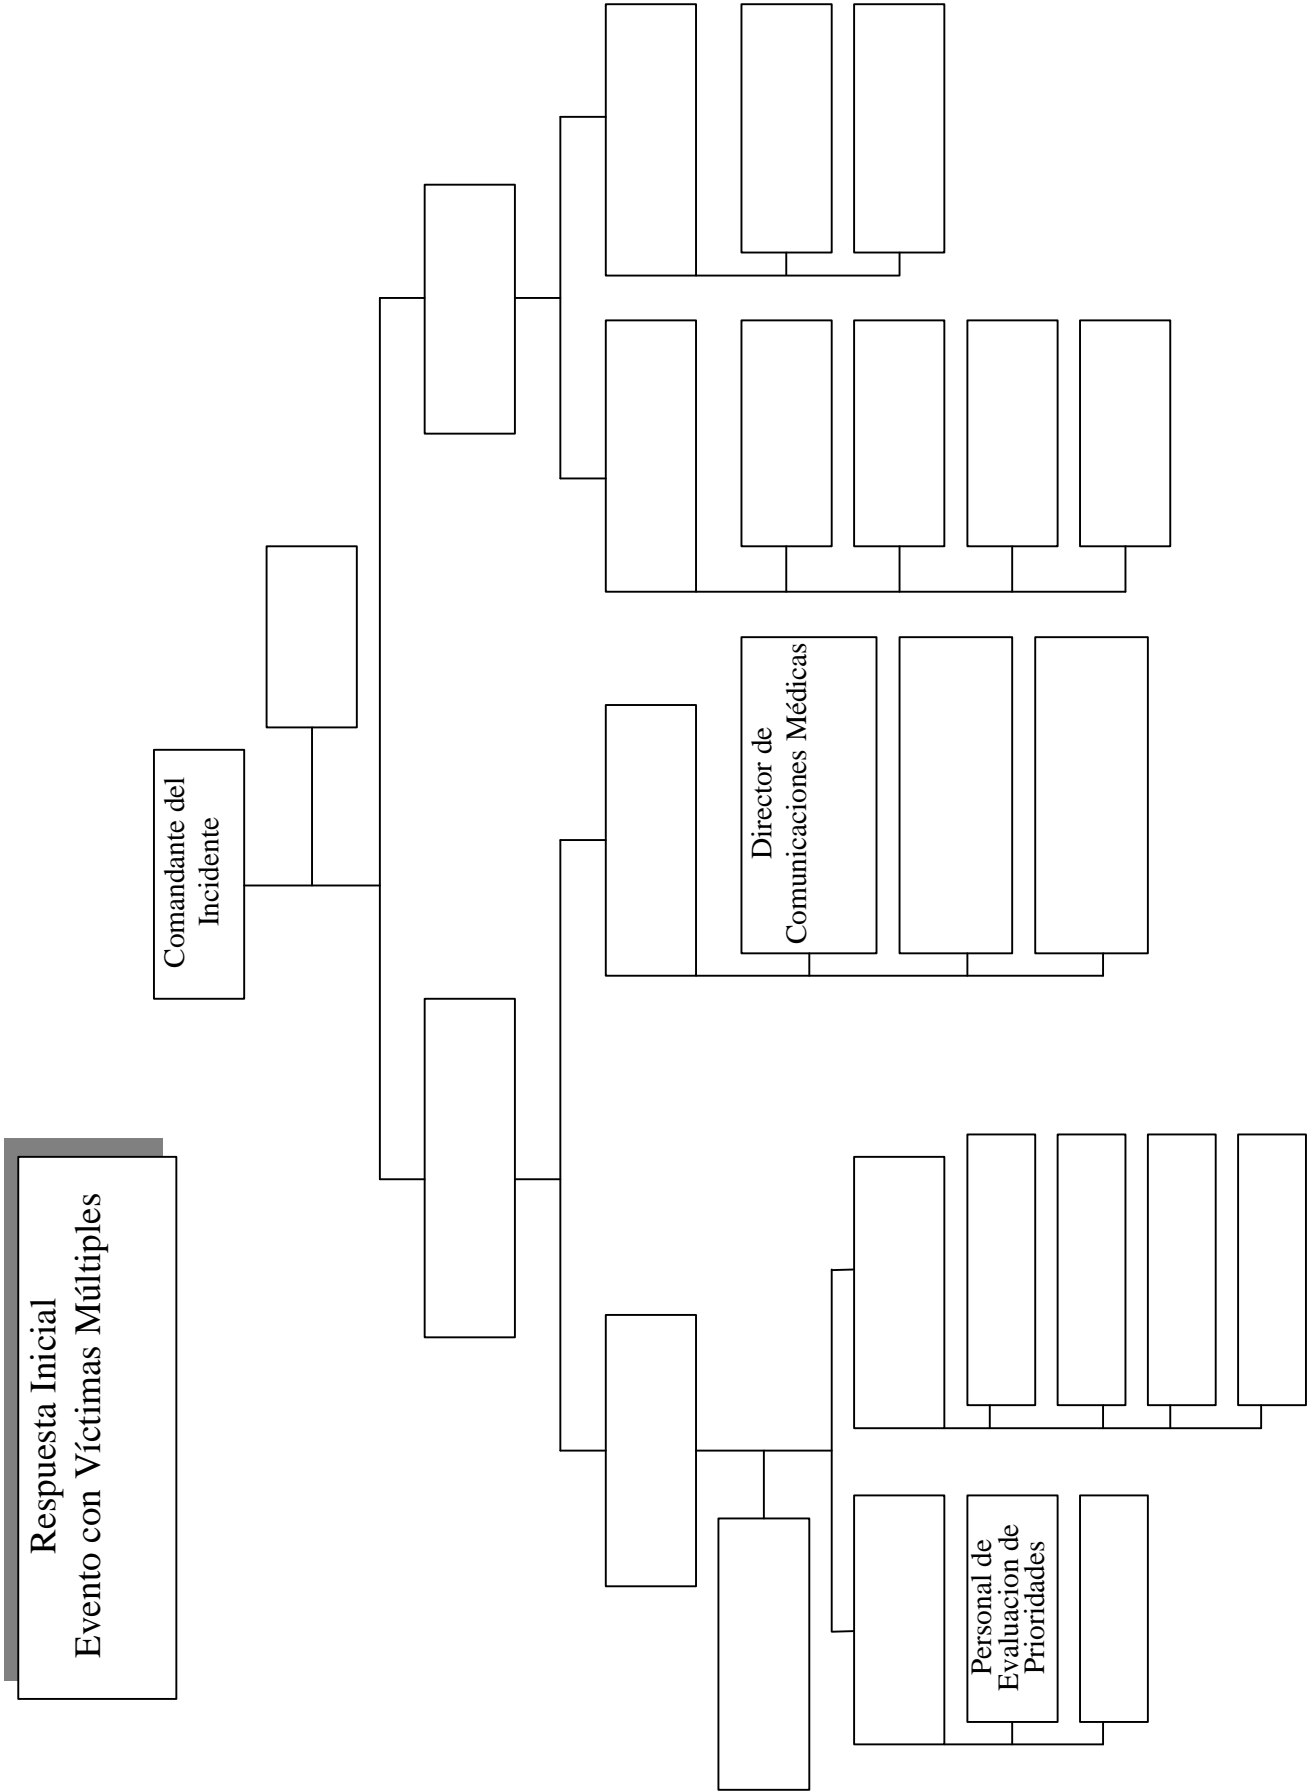 Respuesta Inicial
Evento con Víctimas Múltiples
Comandante del
Incidente
Director de
Comunicaciones Médicas
Personal de
Evaluacion de
Prioridades